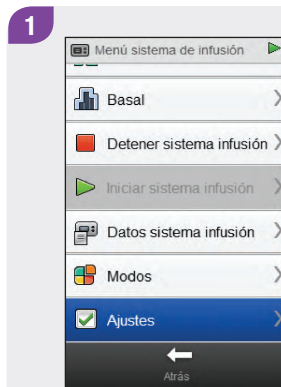 1
Menú sistema de infusión
Basal
Detener sistema infusión
Iniciar sistema infusión
Datos sistema infusión
Modos
Ajustes
Atrás